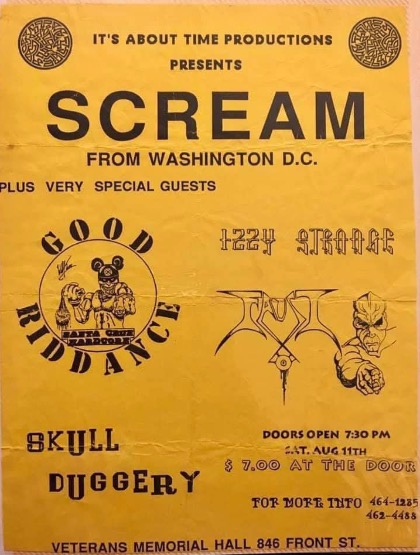 IT'S ABOUT TIME PRODUCTIONS
PRESENTS
SCREAM
FROM WASHINGTON D.C.
PLUS VERY SPECIAL GUESTS
GOOD
RIDDANCE
SANTA CRUZ
HARDCORE
IZZY STRANGE
SKULL
DUGGERY
DOORS OPEN 7:30 PM
SAT. AUG 11TH
$ 7.00 AT THE DOOR
FOR MORE INFO 464-1235
462-4488
VETERANS MEMORIAL HALL 846 FRONT ST.